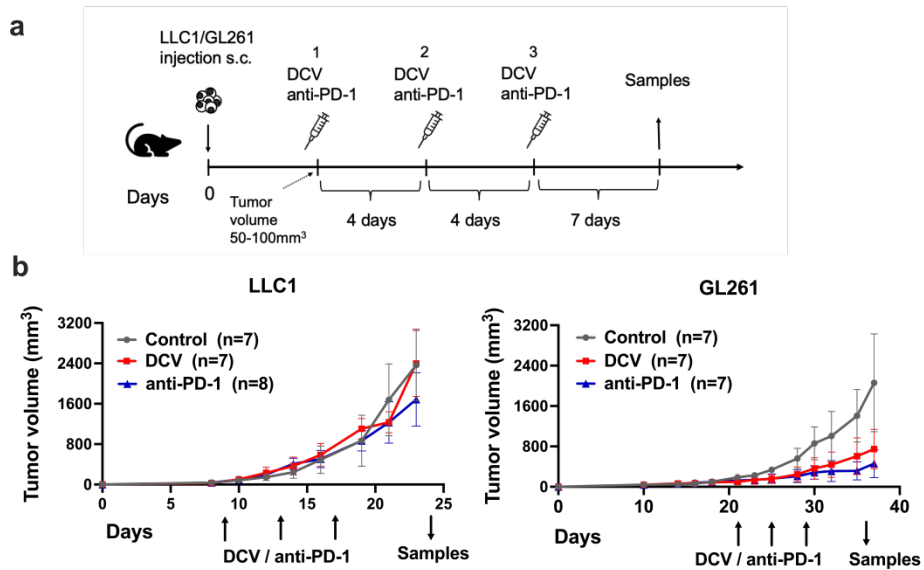 a
LLC1/GL261
injection s.c.
1
DCV
anti-PD-1
2
DCV
anti-PD-1
3
DCV
anti-PD-1
Samples
Days
0
Tumor
volume
50-100mm³
4 days
4 days
7 days
b
LLC1
Tumor volume (mm³)
3200
2400
1600
800
0
Control (n=7)
DCV (n=7)
anti-PD-1 (n=8)
0 5 10 15 20 25
Days
DCV / anti-PD-1
Samples
GL261
Tumor volume (mm³)
3200
2400
1600
800
0
Control (n=7)
DCV (n=7)
anti-PD-1 (n=7)
0 10 20 30 40
Days
DCV / anti-PD-1
Samples